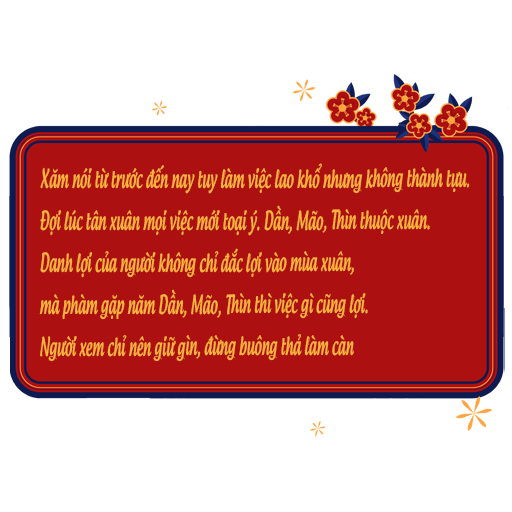 Xăm nói từ trước đến nay tuy làm việc lao khổ nhưng không thành tựu.
Đợi lúc tân xuân mọi việc mới toại ý. Dần, Mão, Thìn thuộc xuân.
Danh lợi của người không chỉ đắc lợi vào mùa xuân,
mà phàm gặp năm Dần, Mão, Thìn thì việc gì cũng lợi.
Người xem chỉ nên giữ gìn, đừng buông thả làm càn